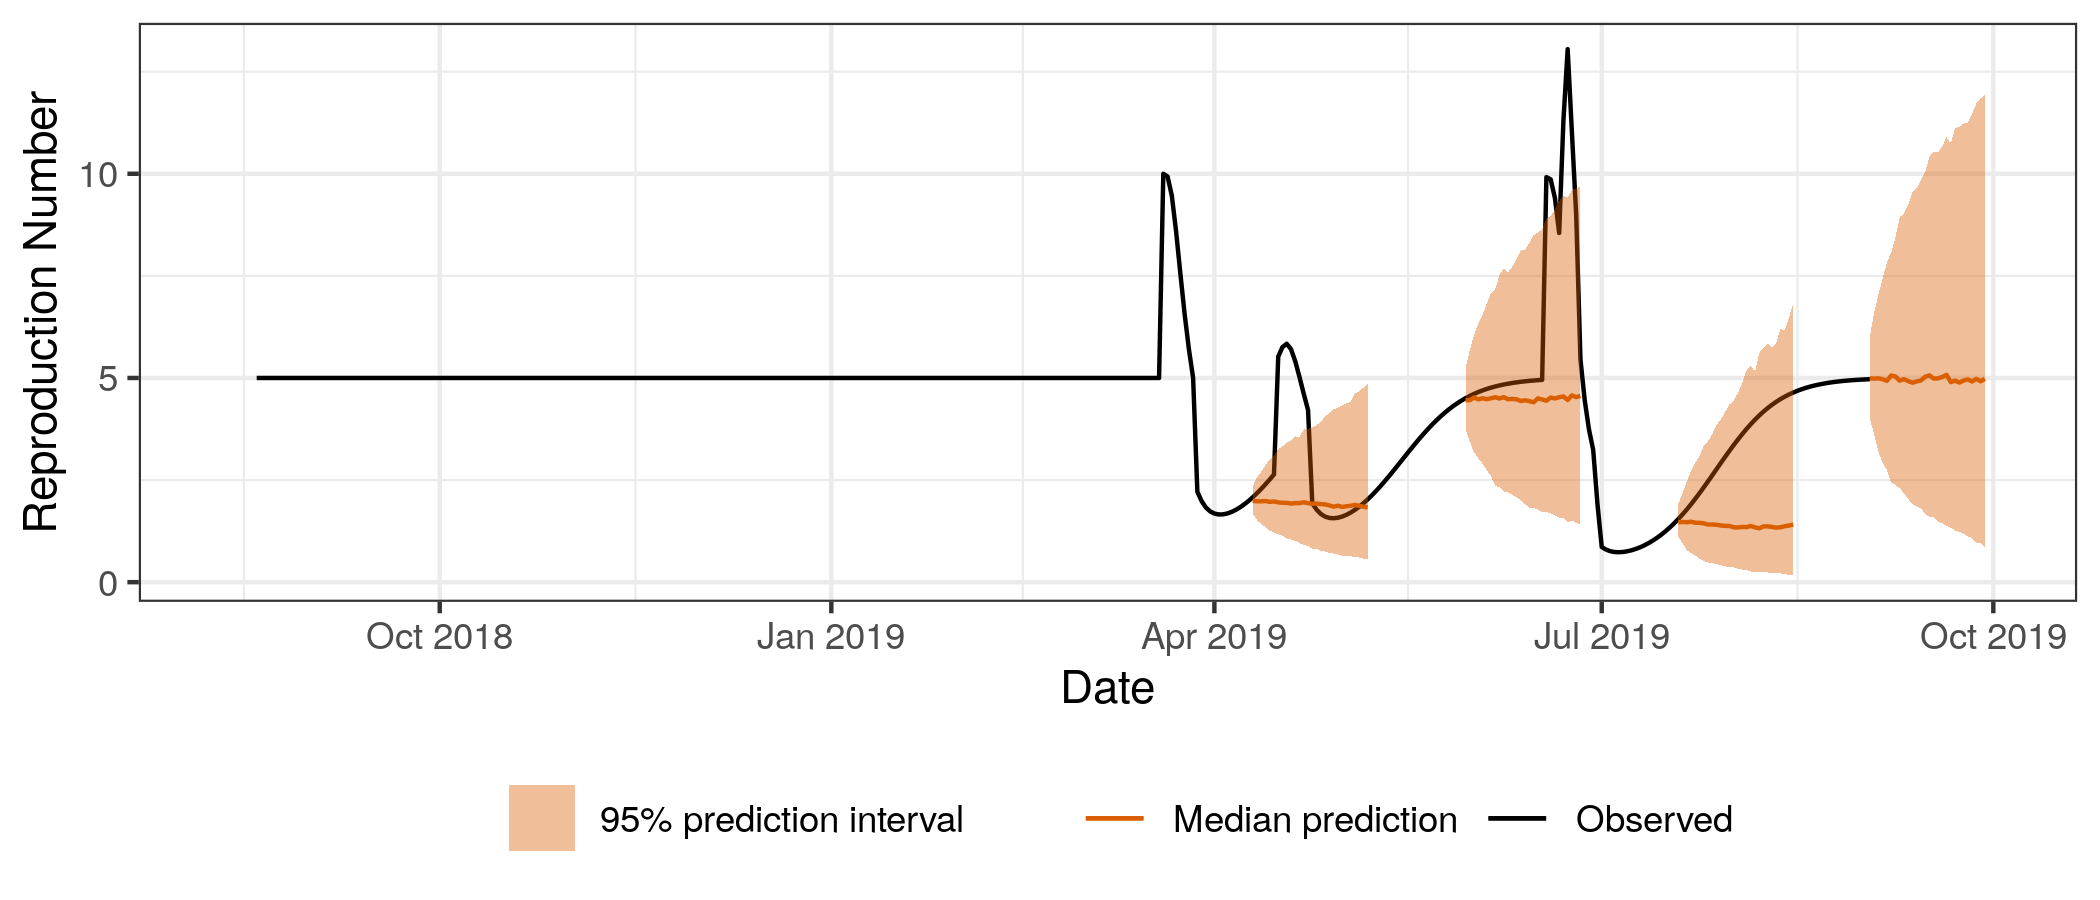 Reproduction Number
10
5
0
Oct 2018
Jan 2019
Apr 2019
Jul 2019
Oct 2019
Date
95% prediction interval
Median prediction
Observed